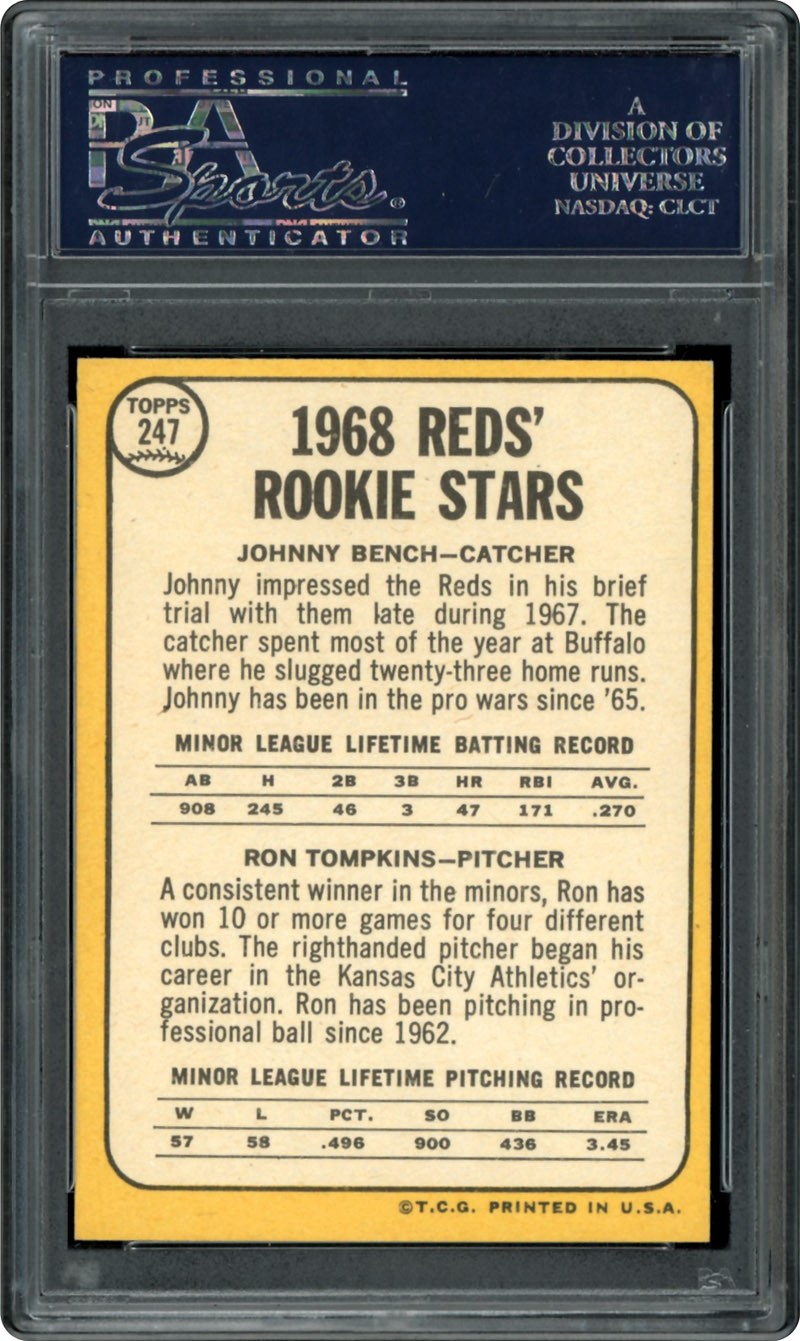 PROFESSIONAL
PSA
Sports®
AUTHENTICATOR
A
DIVISION OF
COLLECTORS
UNIVERSE
NASDAQ: CLCT
TOPPS
247
1968 REDS'
ROOKIE STARS
JOHNNY BENCH—CATCHER
Johnny impressed the Reds in his brief
trial with them late during 1967. The
catcher spent most of the year at Buffalo
where he slugged twenty-three home runs.
Johnny has been in the pro wars since '65.
MINOR LEAGUE LIFETIME BATTING RECORD
AB H 2B 3B HR RBI AVG.
908 245 46 3 47 171 .270
RON TOMPKINS—PITCHER
A consistent winner in the minors, Ron has
won 10 or more games for four different
clubs. The righthanded pitcher began his
career in the Kansas City Athletics' or-
ganization. Ron has been pitching in pro-
fessional ball since 1962.
MINOR LEAGUE LIFETIME PITCHING RECORD
W L PCT. SO BB ERA
57 58 .496 900 436 3.45
©T.C.G. PRINTED IN U.S.A.
PSA